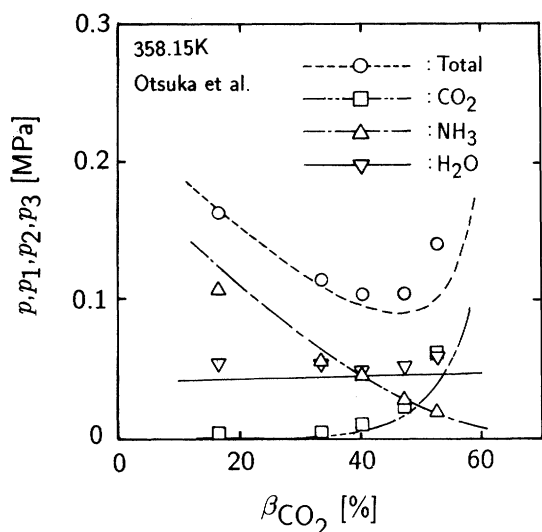 0.3
358.15K
Otsuka et al.
: Total
: CO₂
: NH₃
: H₂O
0.2
p,p₁,p₂,p₃ [MPa]
0.1
0
0 20 40 60
βCO₂ [%]